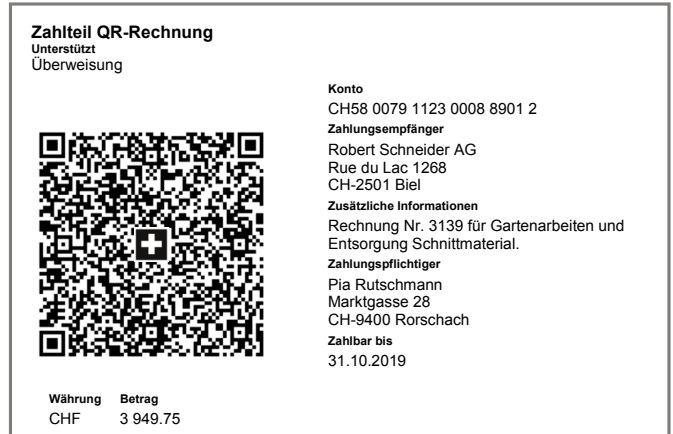 Zahlteil QR-Rechnung
Unterstützt
Überweisung
Konto
CH58 0079 1123 0008 8901 2
Zahlungsempfänger
Robert Schneider AG
Rue du Lac 1268
CH-2501 Biel
Zusätzliche Informationen
Rechnung Nr. 3139 für Gartenarbeiten und
Entsorgung Schnittmaterial.
Zahlungspflichtiger
Pia Rutschmann
Marktgasse 28
CH-9400 Rorschach
Zahlbar bis
31.10.2019
Währung Betrag
CHF 3 949.75